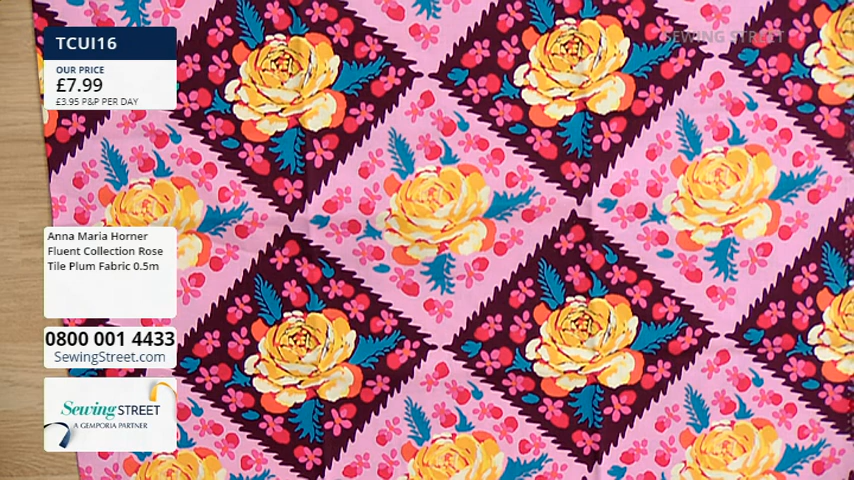 TCUI16
OUR PRICE
£7.99
£3.95 P&P PER DAY
SEWING STREET
Anna Maria Horner
Fluent Collection Rose
Tile Plum Fabric 0.5m
0800 001 4433
SewingStreet.com
Sewing STREET
A GEMPORIA PARTNER